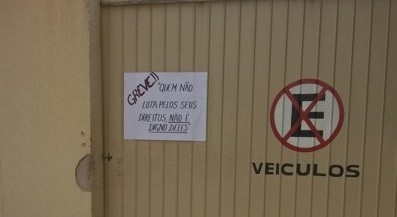 GREVE!!
"QUEM NÃO
LUTA PELOS SEUS
DIREITOS, NÃO É
DIGNO DELES"
E
VEICULOS